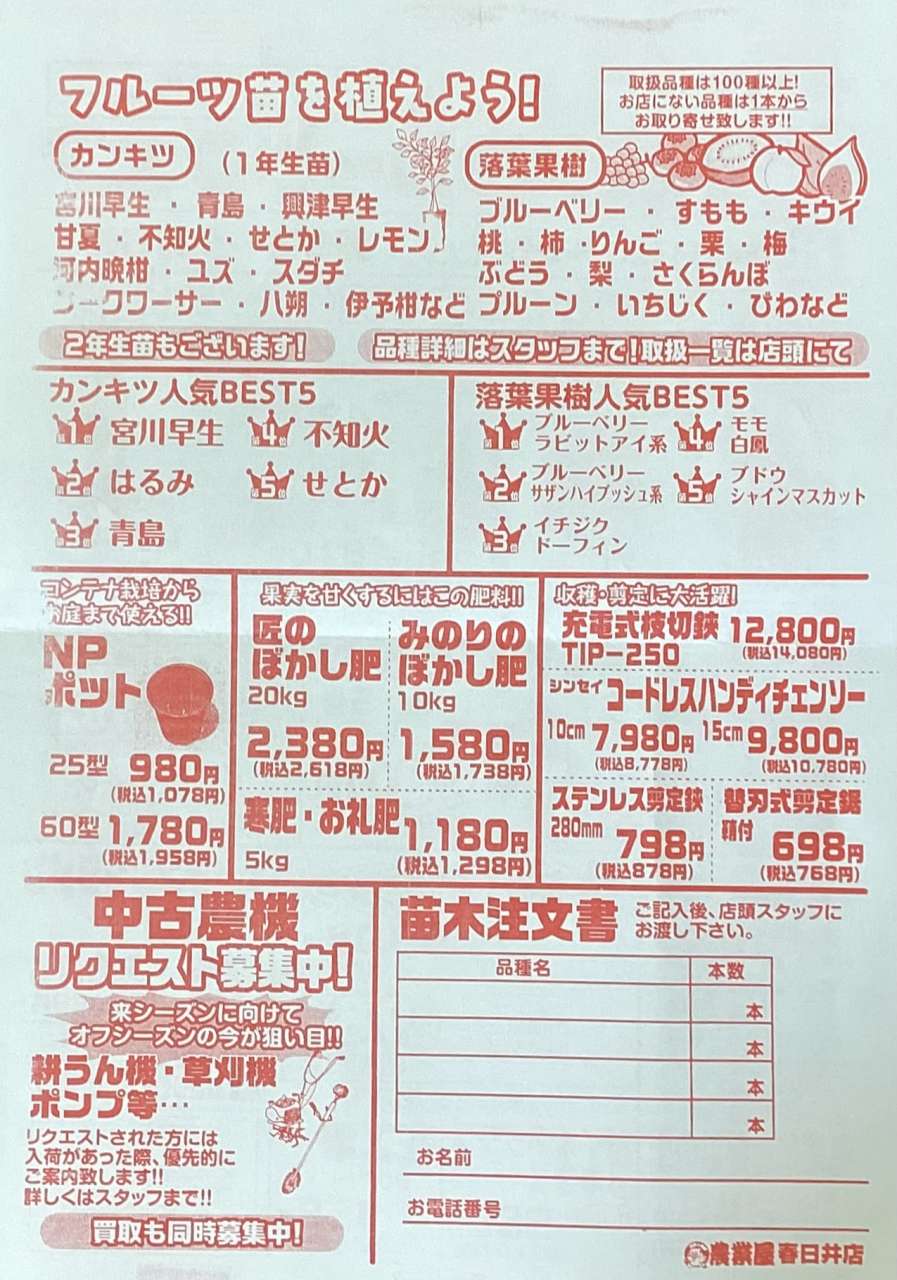 フルーツ苗を植えよう!
取扱品種は100種以上!
お店にない品種は1本から
お取り寄せ致します!!
カンキツ (1年生苗)
宮川早生・青島・興津早生
甘夏・不知火・せとか・レモン
河内晩柑・ユズ・スダチ
ークワーサー・八朔・伊予柑など
2年生苗もございます!
落葉果樹
ブルーベリー・すもも・キウイ
桃・柿・りんご・栗・梅
ぶどう・梨・さくらんぼ
プルーン・いちじく・びわなど
品種詳細はスタッフまで!取扱一覧は店頭にて
カンキツ人気BEST5
第1位 宮川早生
第2位 はるみ
第3位 青島
第4位 不知火
第5位 せとか
落葉果樹人気BEST5
第1位 ブルーベリー
ラビットアイ系
第2位 ブルーベリー
サザンハイブッシュ系
第3位 イチジク
ドーフィン
第4位 モモ
白鳳
第5位 ブドウ
シャインマスカット
コンテナ栽培から
お庭まで使える!!
NP
ポット
25型 980円
(税込1,078円)
60型 1,780円
(税込1,958円)
果実を甘くするにはこの肥料!!
匠の
ぼかし肥
20kg
2,380円
(税込2,618円)
みのりの
ぼかし肥
10kg
1,580円
(税込1,738円)
寒肥・お礼肥
5kg
1,180円
(税込1,298円)
収穫・剪定に大活躍!
充電式枝切鋏
TIP-250
12,800円
(税込14,080円)
シンセイ コードレスハンディチェンソー
10cm 7,980円
(税込8,778円)
15cm 9,800円
(税込10,780円)
ステンレス剪定鋏
280mm
798円
(税込878円)
替刃式剪定鋸
鞘付
698円
(税込768円)
中古農機
リクエスト募集中!
来シーズンに向けて
オフシーズンの今が狙い目!!
耕うん機・草刈機
ポンプ等…
リクエストされた方には
入荷があった際、優先的に
ご案内致します!!
詳しくはスタッフまで!!
買取も同時募集中!
苗木注文書
ご記入後、店頭スタッフに
お渡し下さい。
品種名 本数
本
本
本
本
お名前
お電話番号
農業屋 春日井店